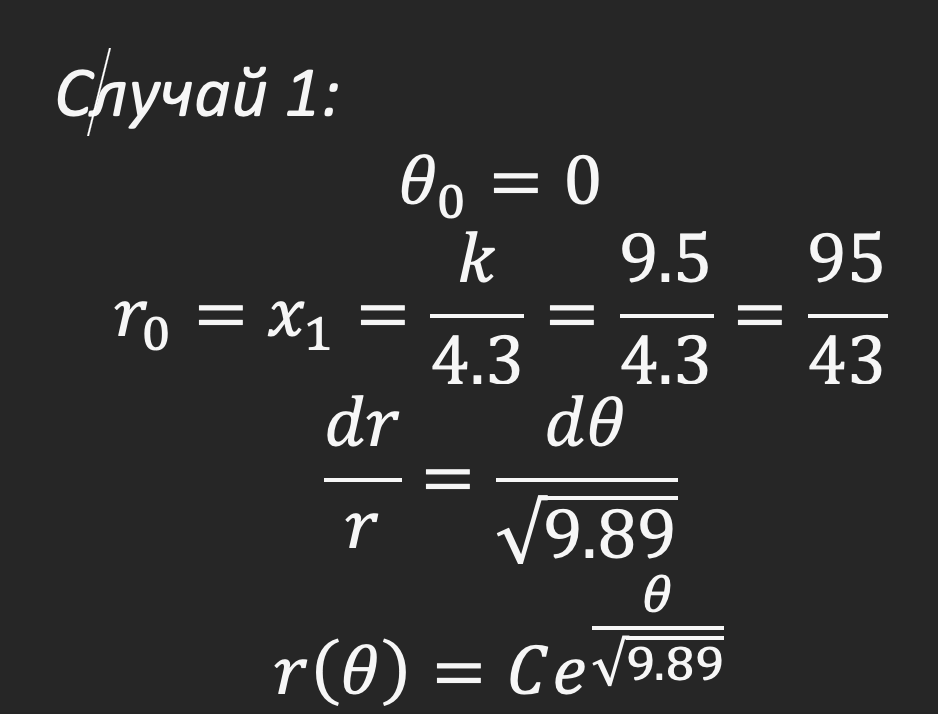 Случай 1:
θ₀ = 0
r₀ = x₁ = k/4.3 = 9.5/4.3 = 95/43
dr/r = dθ/√9.89
r(θ) = Ce^(θ/√9.89)